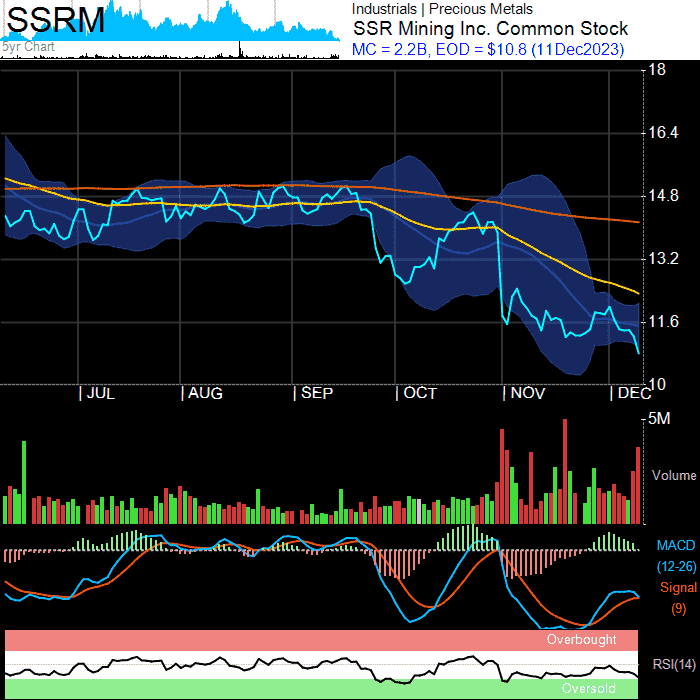 SSRM
5yr Chart
Industrials | Precious Metals
SSR Mining Inc. Common Stock
MC = 2.2B, EOD = $10.8 (11Dec2023)
18
16.4
14.8
13.2
11.6
10
| JUL | AUG | SEP | OCT | NOV | DEC
5M
Volume
MACD
(12-26)
Signal
(9)
Overbought
RSI(14)
Oversold